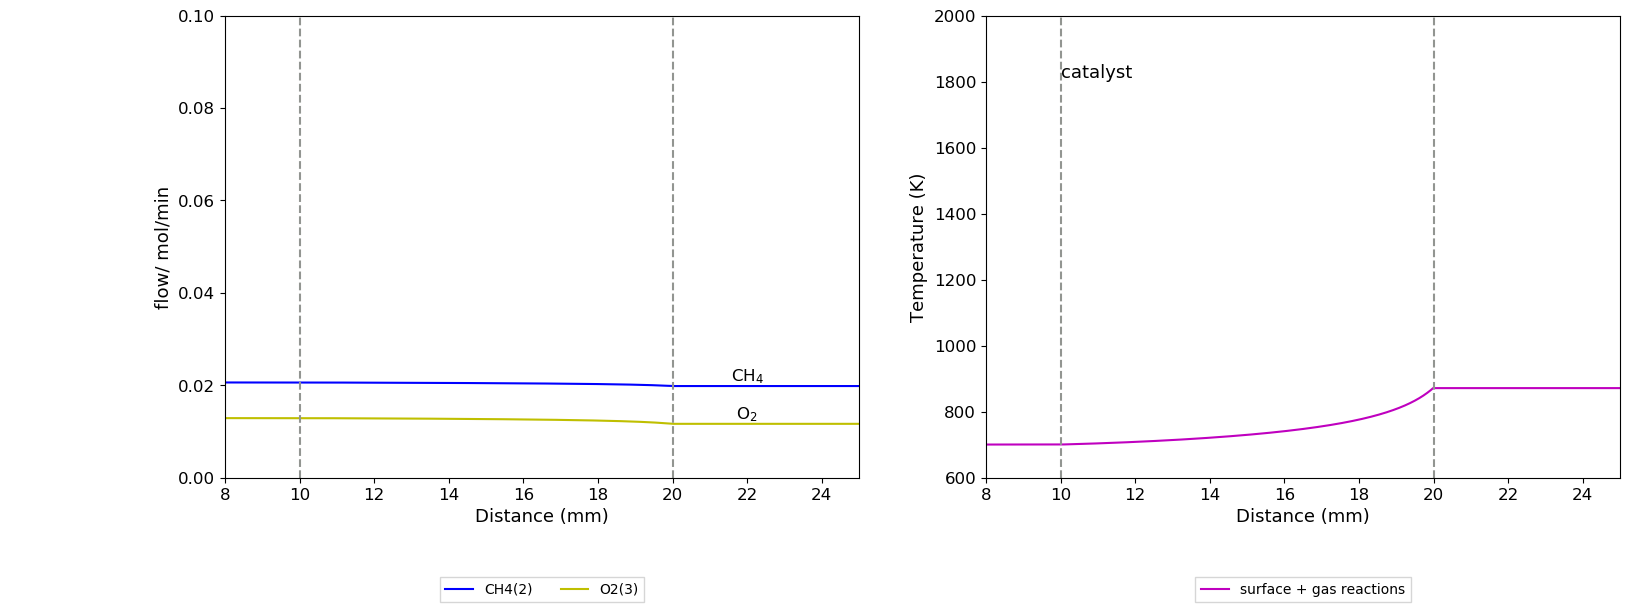 0.10
0.08
0.06
0.04
0.02
0.00
flow/ mol/min
CH₄
O₂
8 10 12 14 16 18 20 22 24
Distance (mm)
CH4(2) O2(3)
2000
1800
1600
1400
1200
1000
800
600
Temperature (K)
catalyst
8 10 12 14 16 18 20 22 24
Distance (mm)
surface + gas reactions